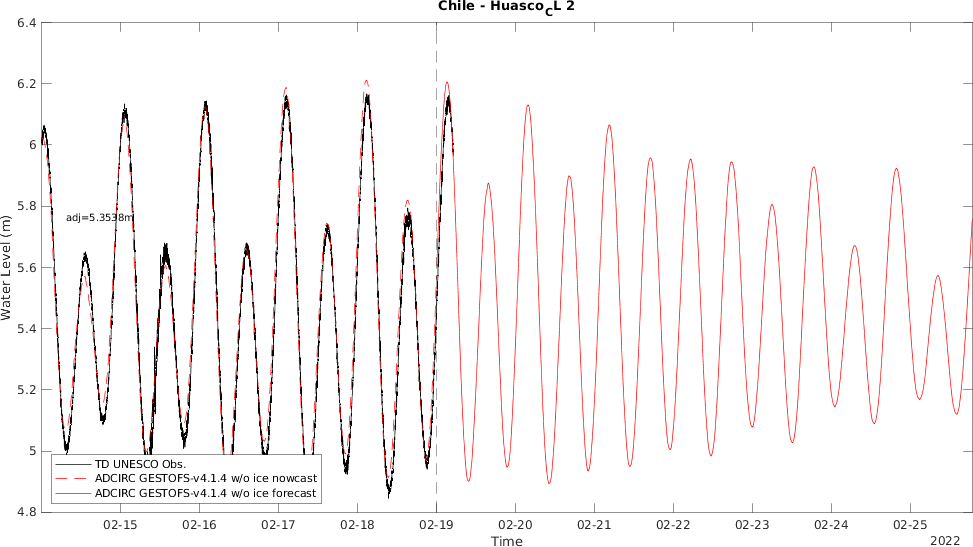 Chile - Huasco_CL 2
Water Level (m)
6.4
6.2
6
5.8
5.6
5.4
5.2
5
4.8
adj=5.3538m
TD UNESCO Obs.
ADCIRC GESTOFS-v4.1.4 w/o ice nowcast
ADCIRC GESTOFS-v4.1.4 w/o ice forecast
02-15 02-16 02-17 02-18 02-19 02-20 02-21 02-22 02-23 02-24 02-25
Time
2022